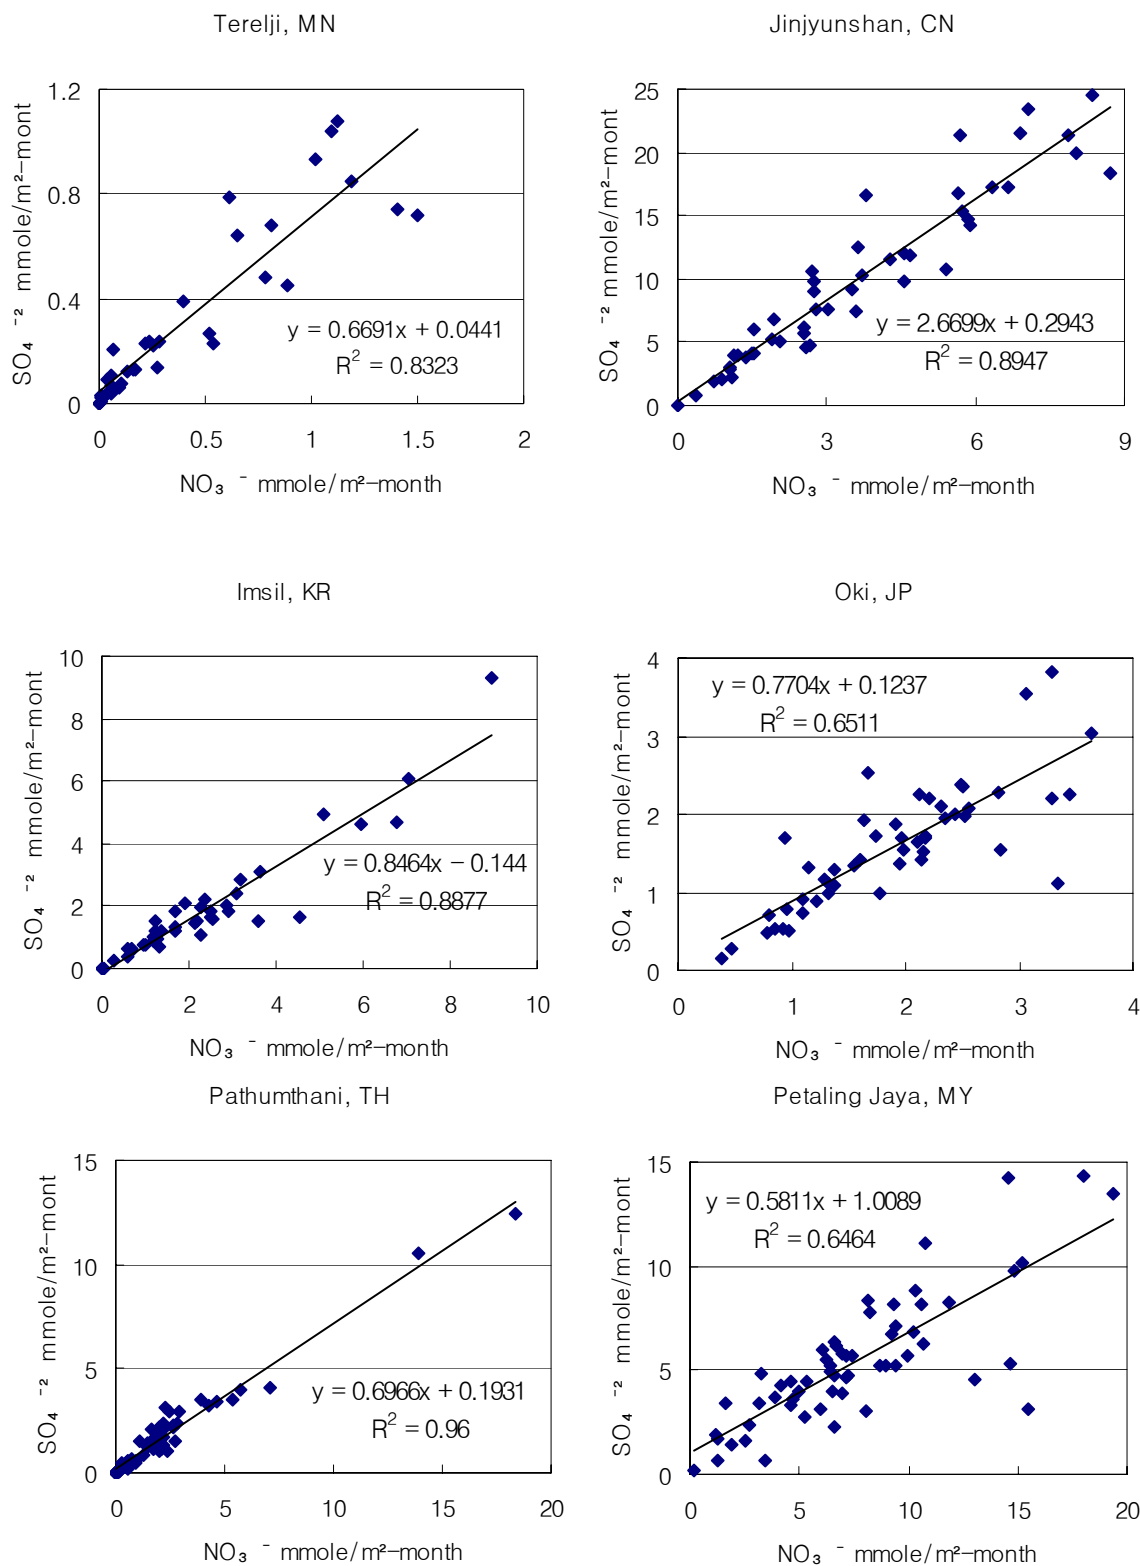 Terelji, MN
SO₄ ⁻² mmole/m²-mont
1.2
0.8
0.4
0
y = 0.6691x + 0.0441
R² = 0.8323
0 0.5 1 1.5 2
NO₃ ⁻ mmole/m²-month
Jinjyunshan, CN
SO₄ ⁻² mmole/m²-mont
25
20
15
10
5
0
y = 2.6699x + 0.2943
R² = 0.8947
0 3 6 9
NO₃ ⁻ mmole/m²-month
Imsil, KR
SO₄ ⁻² mmole/m²-mont
10
8
6
4
2
0
y = 0.8464x - 0.144
R² = 0.8877
0 2 4 6 8 10
NO₃ ⁻ mmole/m²-month
Oki, JP
SO₄ ⁻² mmole/m²-mont
4
3
2
1
0
y = 0.7704x + 0.1237
R² = 0.6511
0 1 2 3 4
NO₃ ⁻ mmole/m²-month
Pathumthani, TH
SO₄ ⁻² mmole/m²-mont
15
10
5
0
y = 0.6966x + 0.1931
R² = 0.96
0 5 10 15 20
NO₃ ⁻ mmole/m²-month
Petaling Jaya, MY
SO₄ ⁻² mmole/m²-mont
15
10
5
0
y = 0.5811x + 1.0089
R² = 0.6464
0 5 10 15 20
NO₃ ⁻ mmole/m²-month